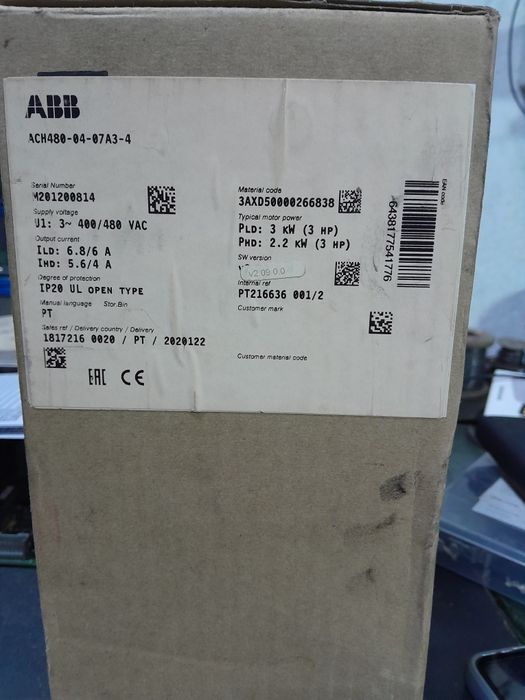 ABB
ACH480-04-07A3-4
Serial Number
M201200814
Supply voltage
U1: 3~ 400/480 VAC
Output current
ILD: 6.8/6 A
IHD: 5.6/4 A
Degree of protection
IP20 UL OPEN TYPE
Manual language Stor.Bin
PT
Sales ref / Delivery country / Delivery
1817216 0020 / PT / 2020122
EAC CE
Material code
3AXD50000266838
Typical motor power
PLD: 3 kW (3 HP)
PHD: 2.2 kW (3 HP)
SW version
v2.09.0.0
Internal ref
PT216636 001/2
Customer mark
Customer material code
EAN code
6438177541776